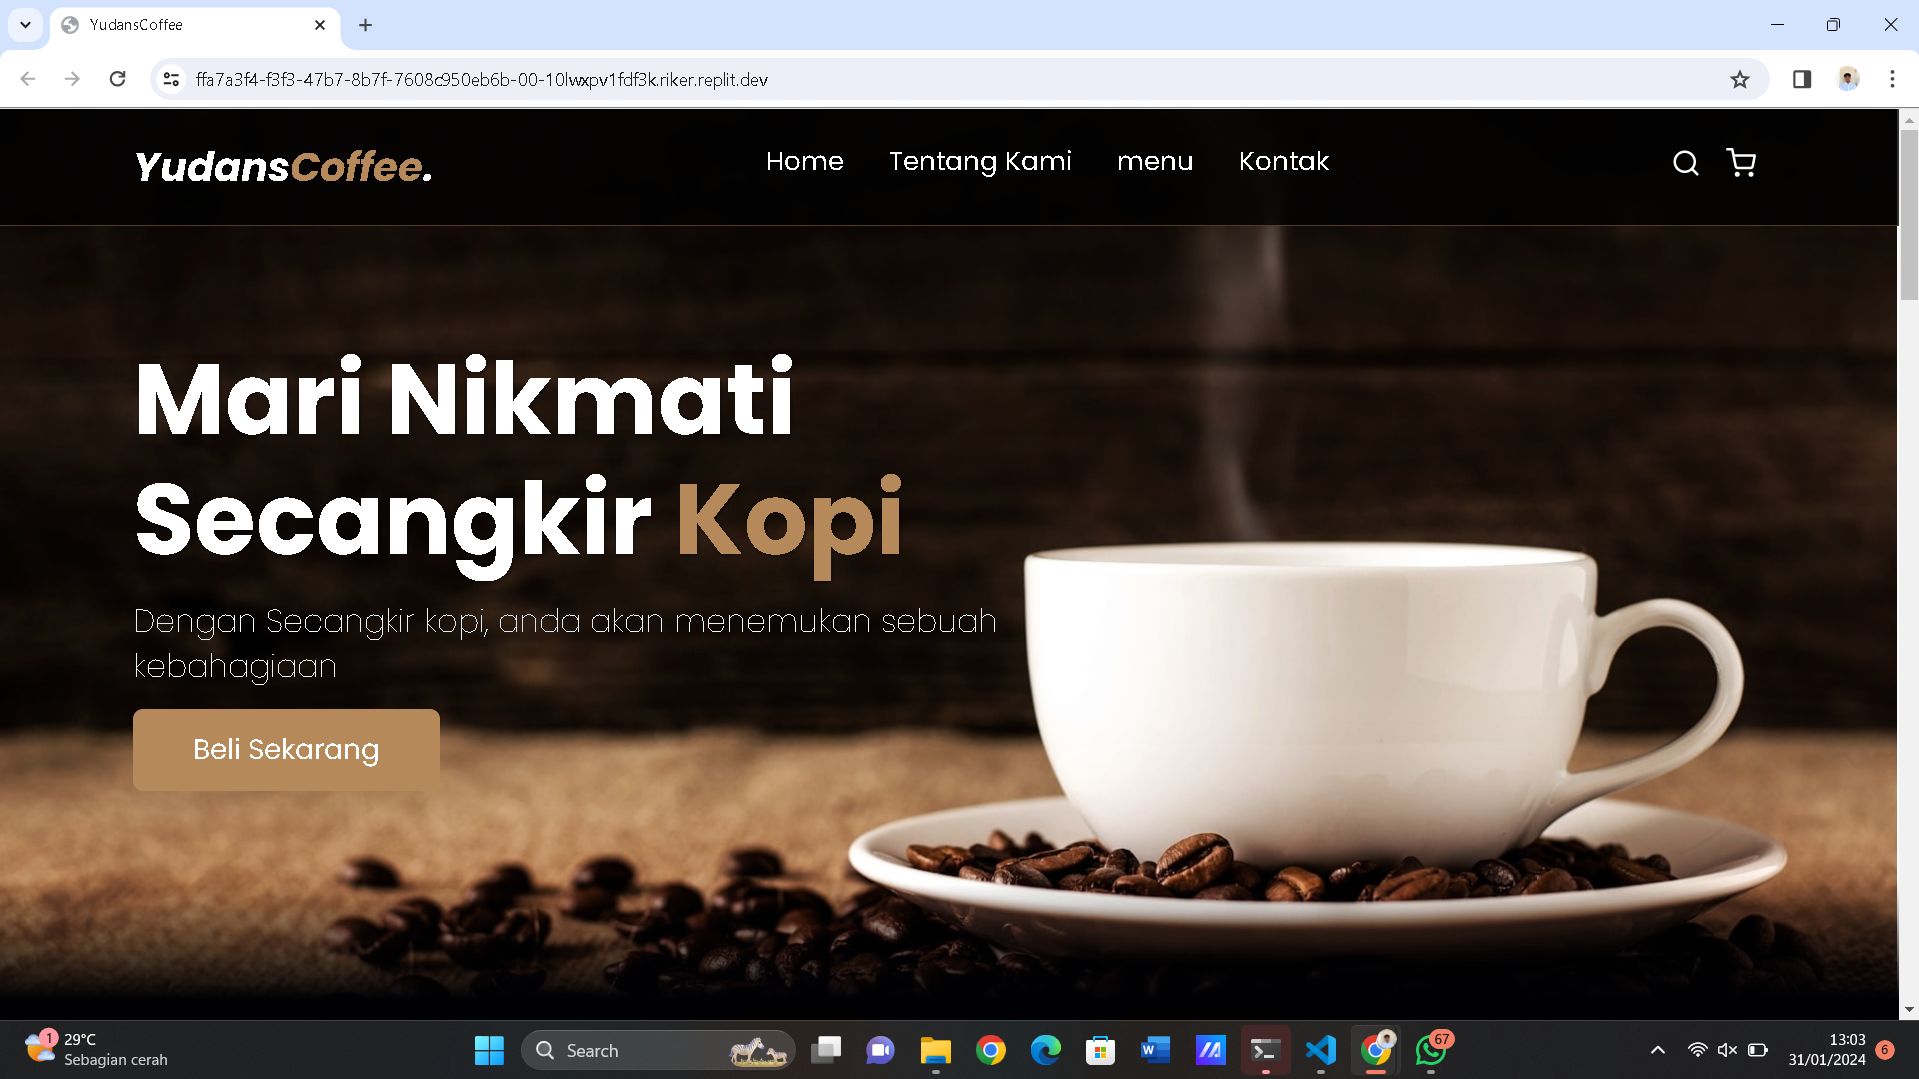 YudansCoffee
ffa7a3f4-f3f3-47b7-8b7f-7608c950eb6b-00-10lwxpv1fdf3k.riker.replit.dev
YudansCoffee.
Home Tentang Kami menu Kontak
Mari Nikmati
Secangkir Kopi
Dengan Secangkir kopi, anda akan menemukan sebuah
kebahagiaan
Beli Sekarang
1
29°C
Sebagian cerah
Search
67
13:03
31/01/2024
6